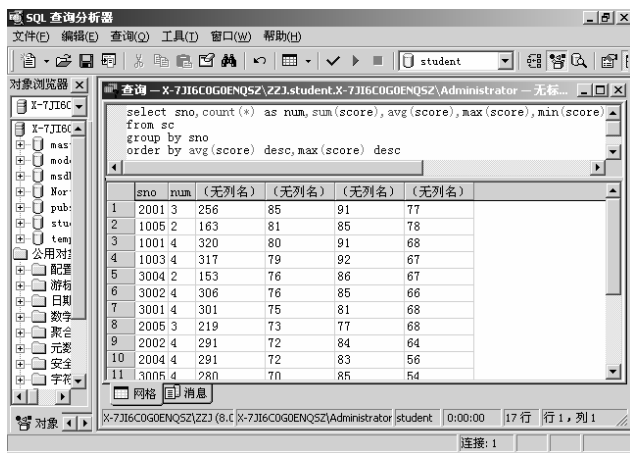 SQL 查询分析器
文件(F) 编辑(E) 查询(Q) 工具(T) 窗口(W) 帮助(H)
student
对象浏览器
查询 — X-7JI6C0G0ENQSZ\ZZJ.student.X-7JI6C0G0ENQSZ\Administrator — 无标...
X-7JI6C
select sno,count(*) as num,sum(score),avg(score),max(score),min(score)
from sc
group by sno
order by avg(score) desc,max(score) desc
X-7JI6C
mas
mode
msdl
Nor
pub
stu
temp
公用对
配置
游标
日期
数学
聚合
元数
安全
字符
sno num (无列名) (无列名) (无列名) (无列名)
1 2001 3 256 85 91 77
2 1005 2 163 81 85 78
3 1001 4 320 80 91 68
4 1003 4 317 79 92 67
5 3004 2 153 76 86 67
6 3002 4 306 76 85 66
7 3001 4 301 75 81 68
8 2005 3 219 73 77 68
9 2002 4 291 72 84 64
10 2004 4 291 72 83 56
11 3005 4 280 70 85 54
网格 消息
对象
X-7JI6C0G0ENQSZ\ZZJ (8.0 X-7JI6C0G0ENQSZ\Administrator student 0:00:00 17 行 行 1, 列 1
连接: 1